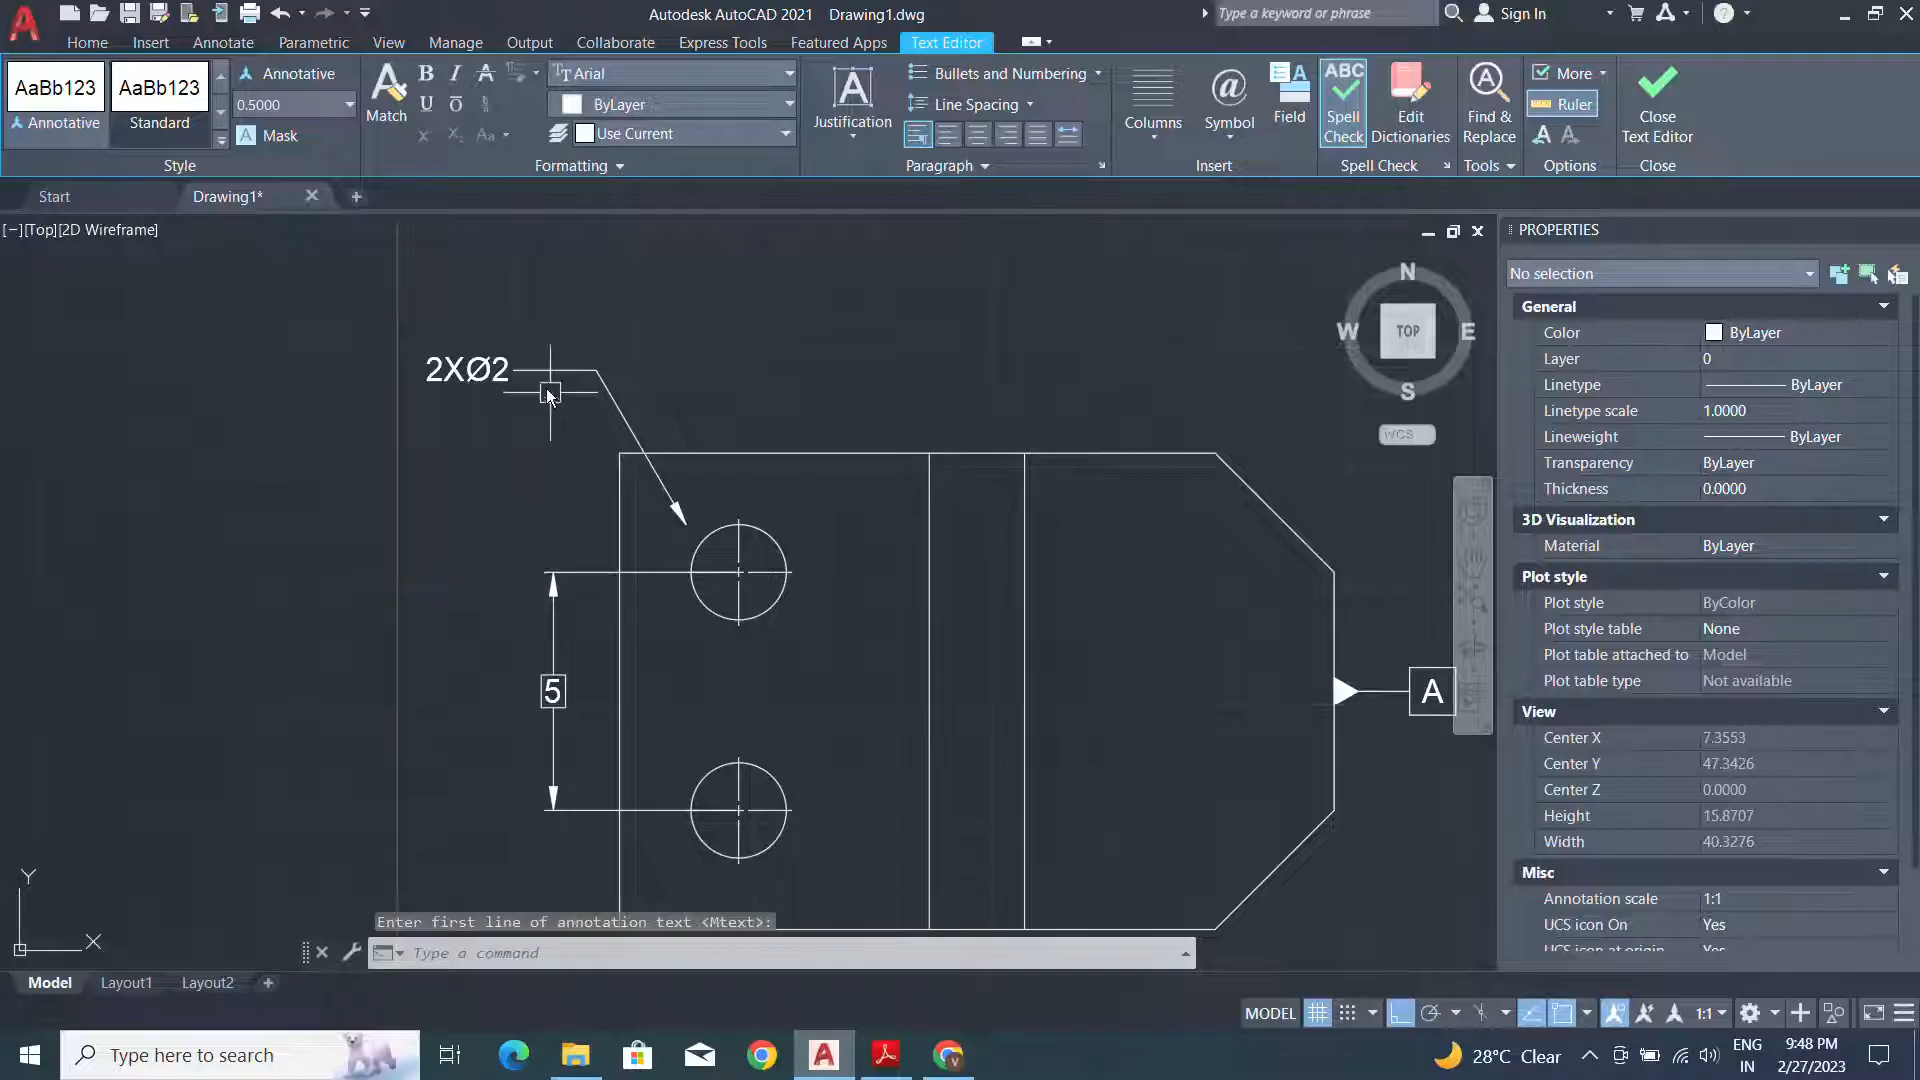 Autodesk AutoCAD 2021 Drawing1.dwg
Type a keyword or phrase
Sign In
Home Insert Annotate Parametric View Manage Output Collaborate Express Tools Featured Apps Text Editor
AaBb123 AaBb123
Annotative Standard
Annotative
0.5000
Mask
Style
Match
Arial
ByLayer
Use Current
Formatting
Justification
Bullets and Numbering
Line Spacing
Paragraph
Columns
Symbol
Field
Insert
ABC
Spell Check
Edit Dictionaries
Spell Check
Find & Replace
Tools
More
Ruler
Options
Close Text Editor
Close
Start
Drawing1*
[−][Top][2D Wireframe]
2XØ2
5
A
N
W TOP E
S
WCS
Y
X
PROPERTIES
No selection
General
Color ByLayer
Layer 0
Linetype ByLayer
Linetype scale 1.0000
Lineweight ByLayer
Transparency ByLayer
Thickness 0.0000
3D Visualization
Material ByLayer
Plot style
Plot style ByColor
Plot style table None
Plot table attached to Model
Plot table type Not available
View
Center X 7.3553
Center Y 47.3426
Center Z 0.0000
Height 15.8707
Width 40.3276
Misc
Annotation scale 1:1
UCS icon On Yes
UCS icon at origin Yes
Enter first line of annotation text <Mtext>:
Type a command
Model Layout1 Layout2
MODEL
1:1
Type here to search
28°C Clear
ENG
IN
9:48 PM
2/27/2023